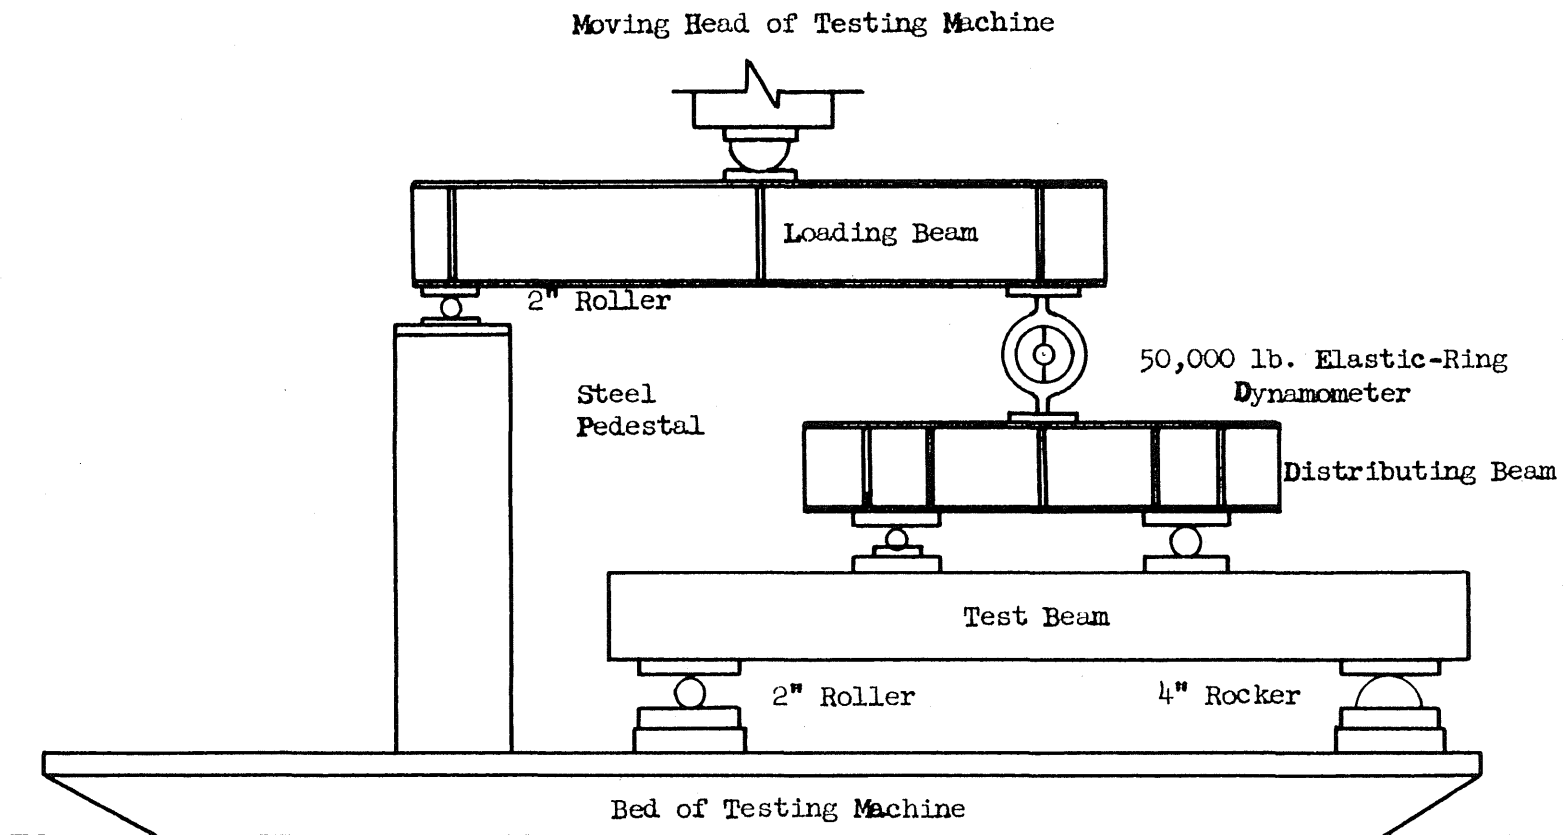 Moving Head of Testing Machine
Loading Beam
2" Roller
50,000 lb. Elastic-Ring
Dynamometer
Steel
Pedestal
Distributing Beam
Test Beam
2" Roller
4" Rocker
Bed of Testing Machine